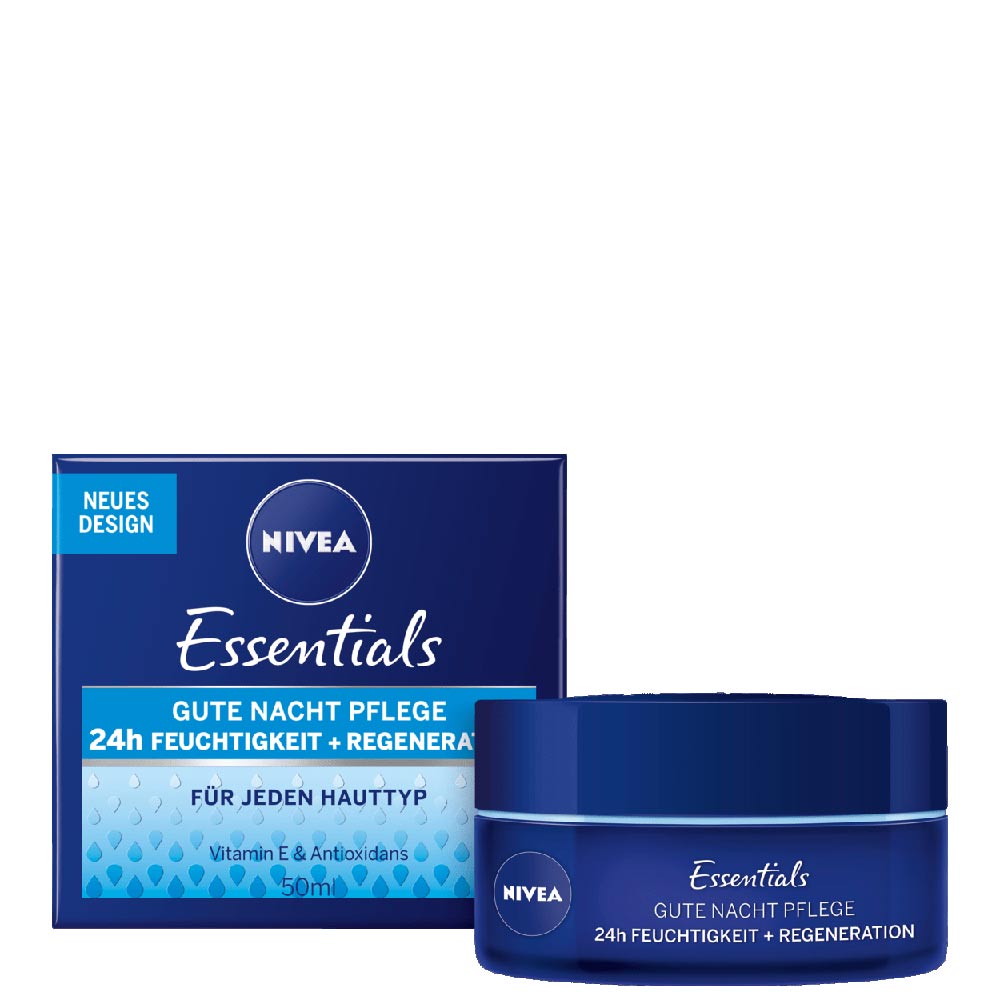 NEUES
DESIGN
NIVEA
Essentials
GUTE NACHT PFLEGE
24h FEUCHTIGKEIT + REGENERAT
FÜR JEDEN HAUTTYP
Vitamin E & Antioxidans
50ml
NIVEA
Essentials
GUTE NACHT PFLEGE
24h FEUCHTIGKEIT + REGENERATION